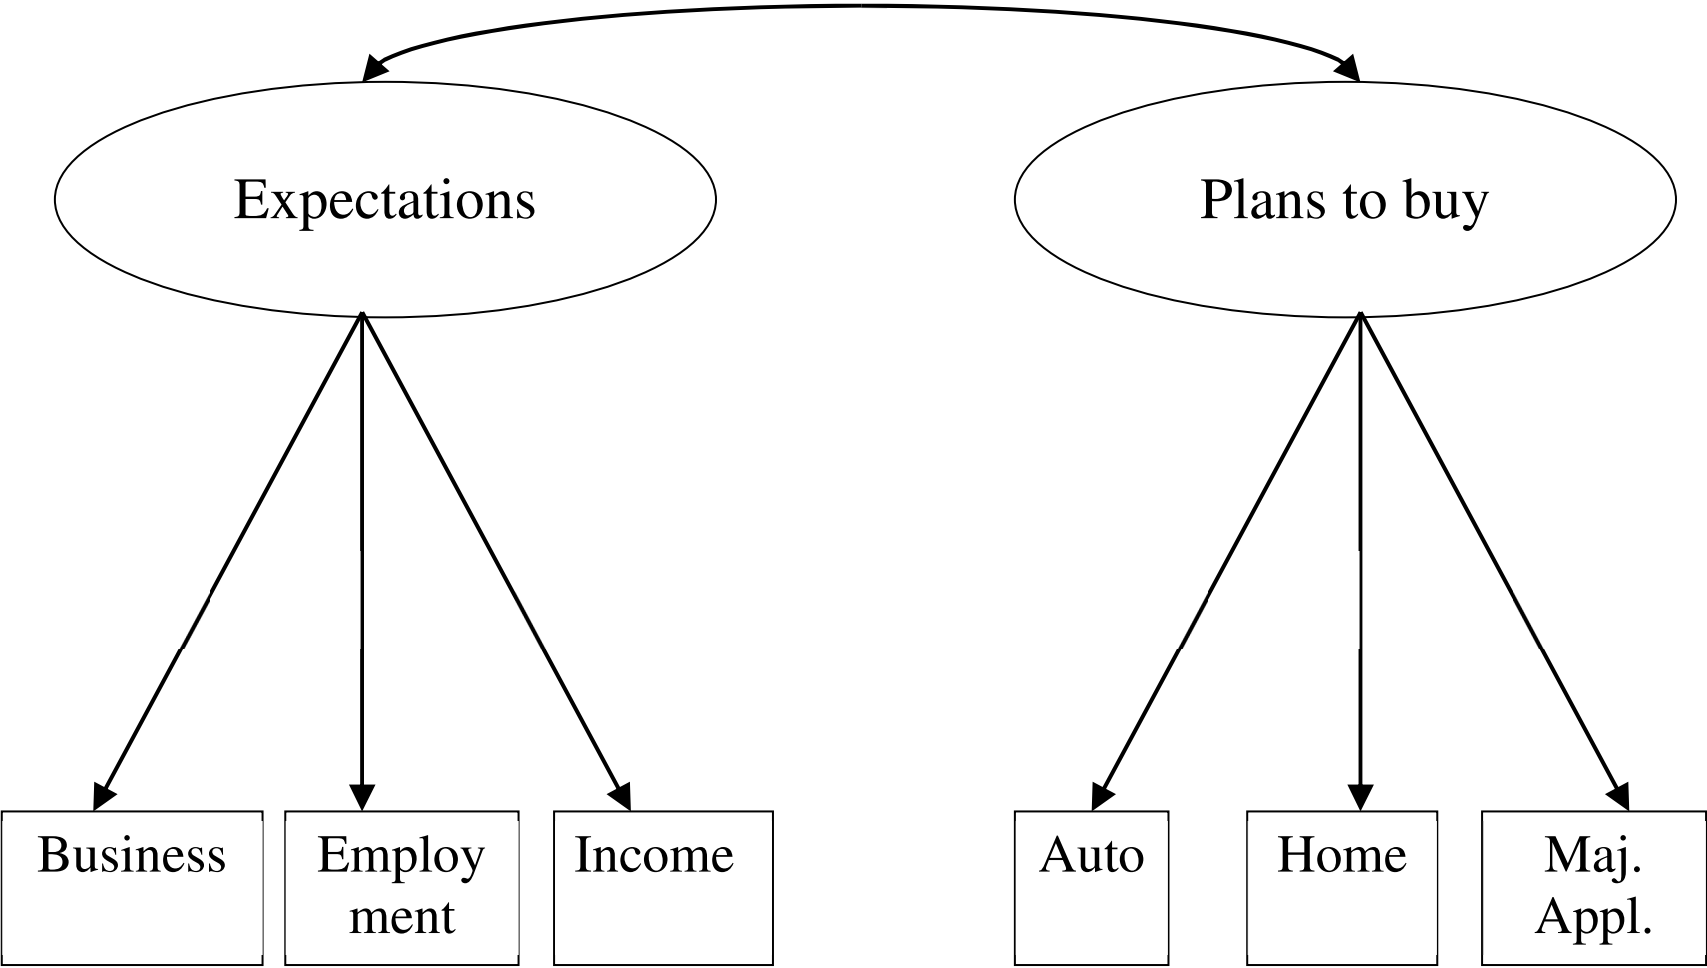 Expectations
Plans to buy
Business
Employ
ment
Income
Auto
Home
Maj.
Appl.